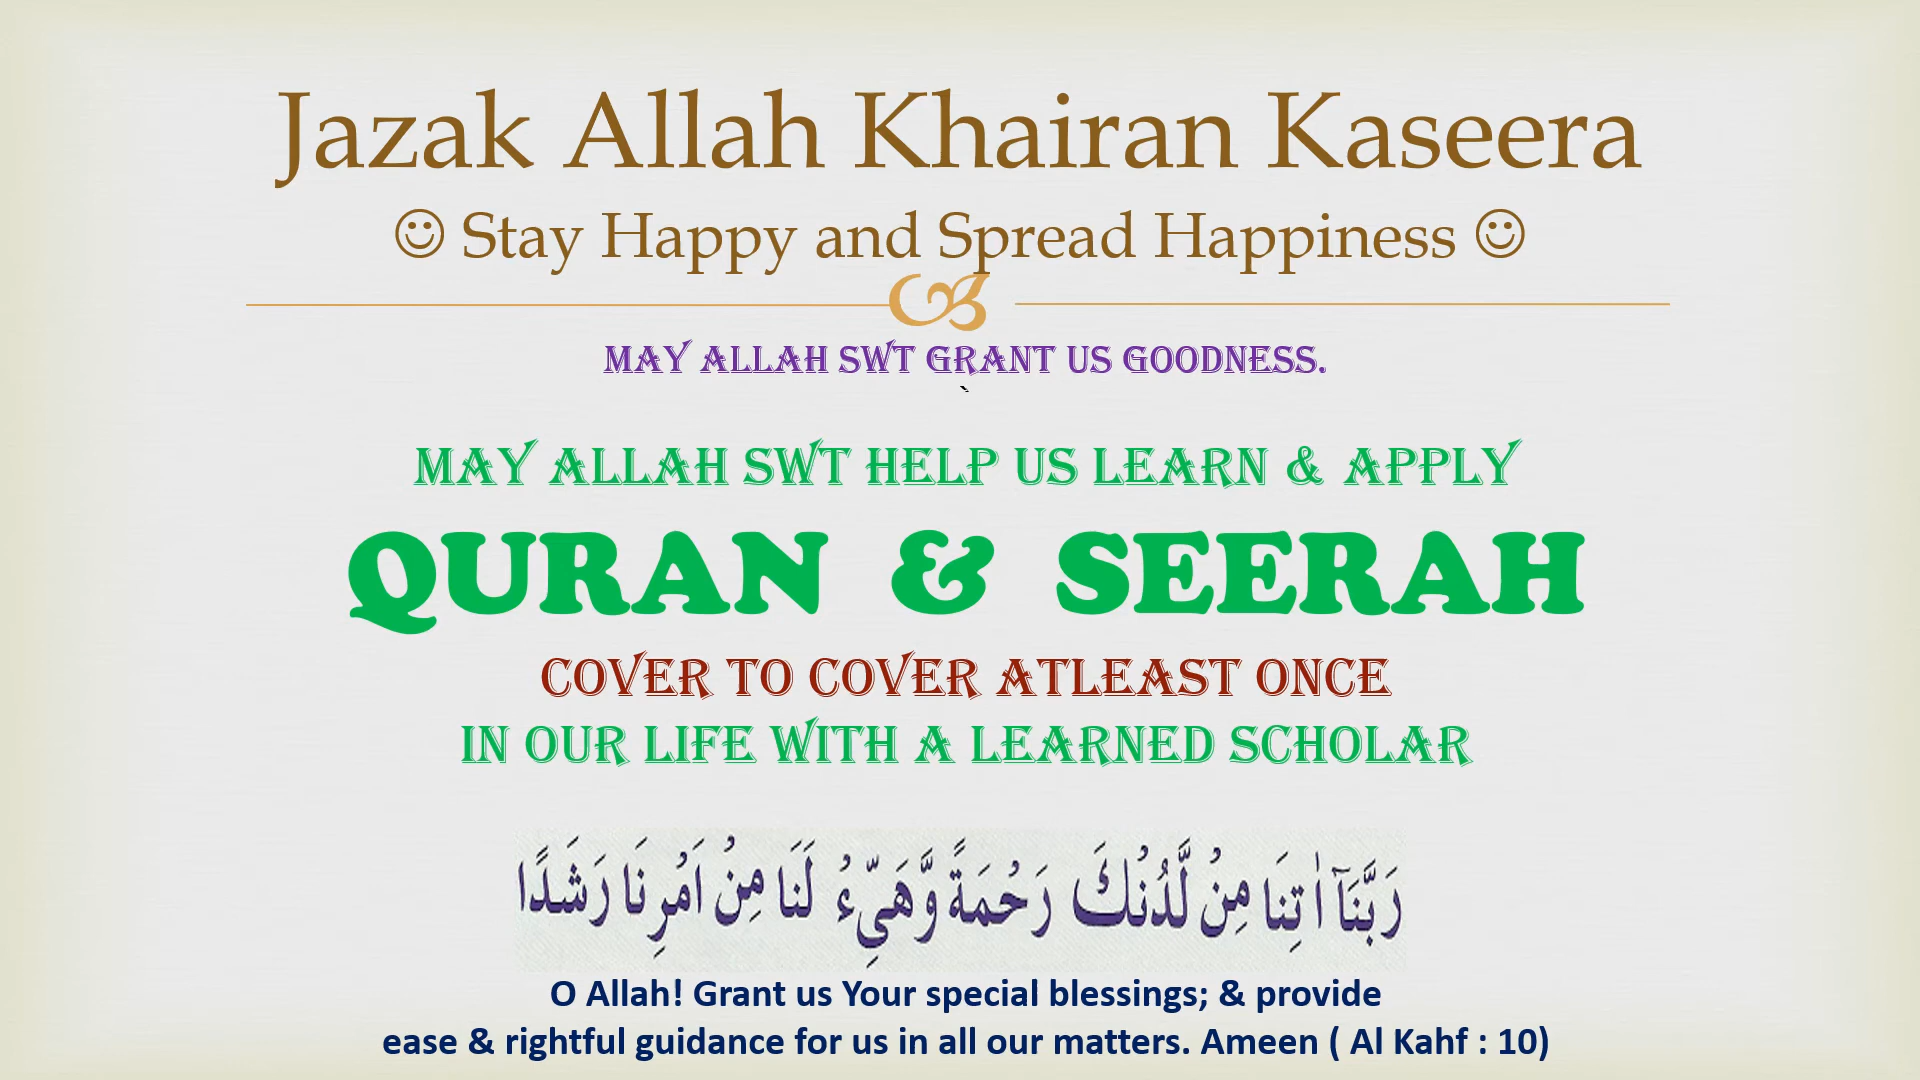 Jazak Allah Khairan Kaseera
☺ Stay Happy and Spread Happiness ☺
MAY ALLAH SWT GRANT US GOODNESS.
`
MAY ALLAH SWT HELP US LEARN & APPLY
QURAN & SEERAH
COVER TO COVER ATLEAST ONCE
IN OUR LIFE WITH A LEARNED SCHOLAR
رَبَّنَآ اٰتِنَا مِنْ لَّدُنْكَ رَحْمَةً وَّهَيِّئْ لَنَا مِنْ اَمْرِنَا رَشَدًا
O Allah! Grant us Your special blessings; & provide
ease & rightful guidance for us in all our matters. Ameen ( Al Kahf : 10)